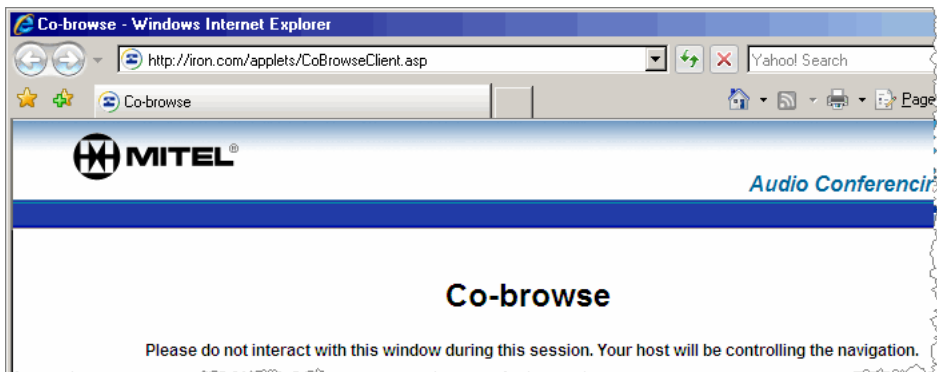 Co-browse - Windows Internet Explorer
http://iron.com/applets/CoBrowseClient.asp
Yahoo! Search
Co-browse
Page
MITEL®
Audio Conferencin
Co-browse
Please do not interact with this window during this session. Your host will be controlling the navigation.